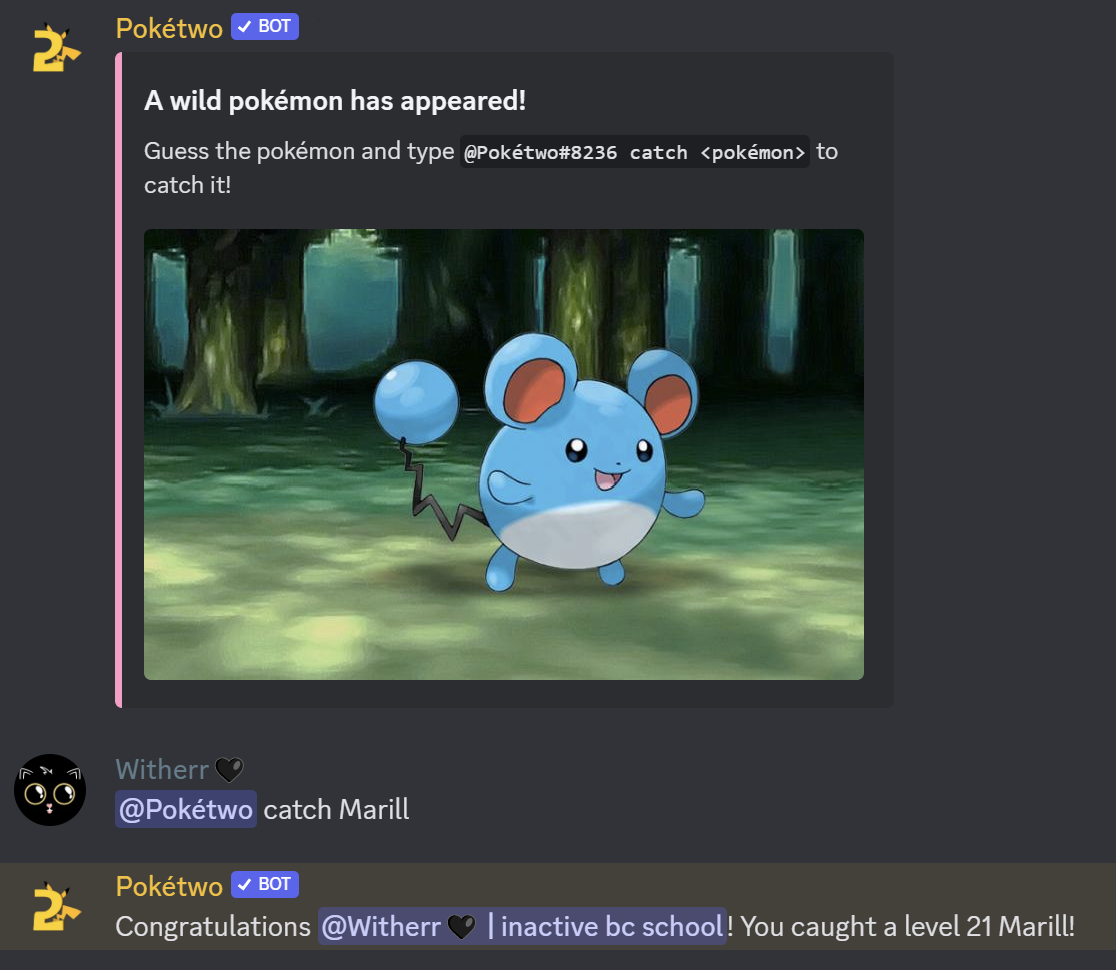 Pokétwo ✓ BOT
A wild pokémon has appeared!
Guess the pokémon and type @Pokétwo#8236 catch <pokémon> to
catch it!
Witherr 🖤
@Pokétwo catch Marill
Pokétwo ✓ BOT
Congratulations @Witherr 🖤 | inactive bc school! You caught a level 21 Marill!